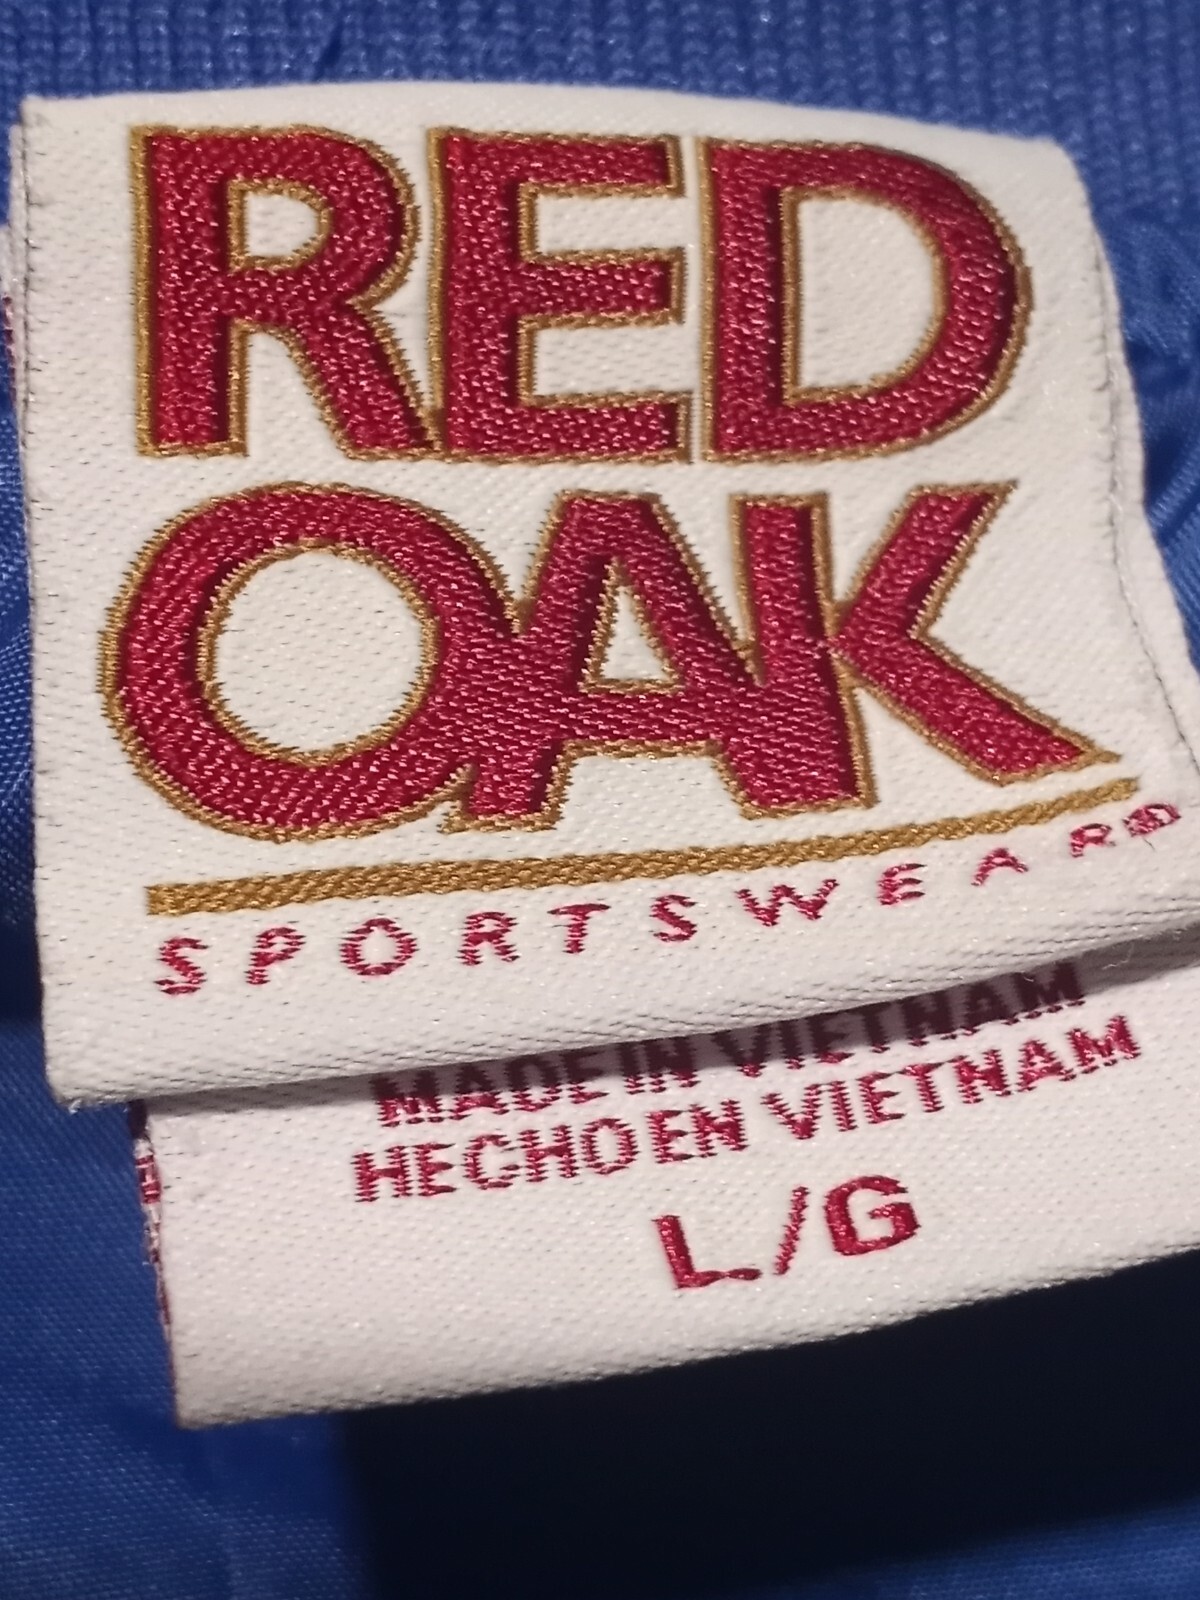 RED
OAK
SPORTSWEAR®
MADE IN VIETNAM
HECHO EN VIETNAM
L/G